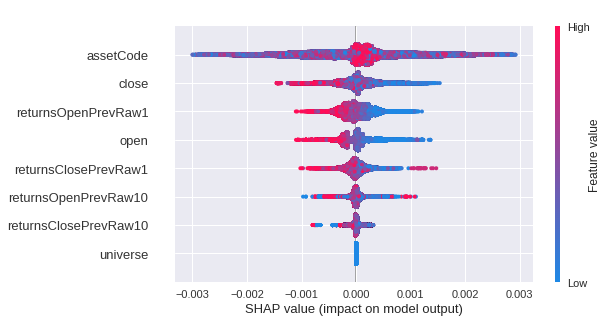 High
assetCode
close
returnsOpenPrevRaw1
open
returnsClosePrevRaw1
returnsOpenPrevRaw10
returnsClosePrevRaw10
universe
Feature value
Low
−0.003 −0.002 −0.001 0.000 0.001 0.002 0.003
SHAP value (impact on model output)